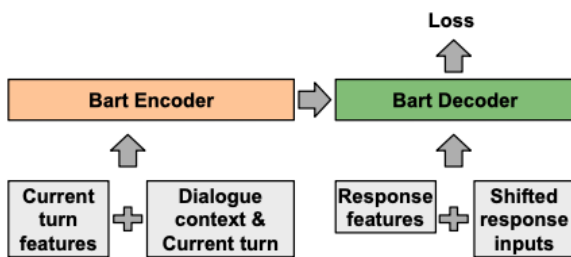 Loss
Bart Encoder
Bart Decoder
Current
turn
features
Dialogue
context &
Current turn
Response
features
Shifted
response
inputs